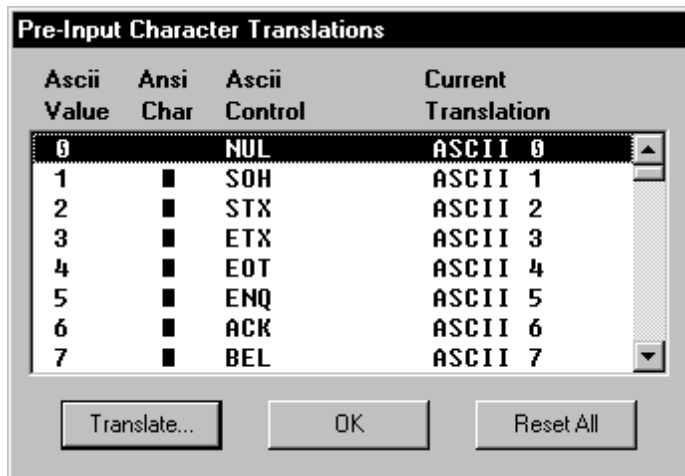 Pre-Input Character Translations
Ascii Ansi Ascii Current
Value Char Control Translation
0 NUL ASCII 0
1 ■ SOH ASCII 1
2 ■ STX ASCII 2
3 ■ ETX ASCII 3
4 ■ EOT ASCII 4
5 ■ ENQ ASCII 5
6 ■ ACK ASCII 6
7 ■ BEL ASCII 7
Translate... OK Reset All